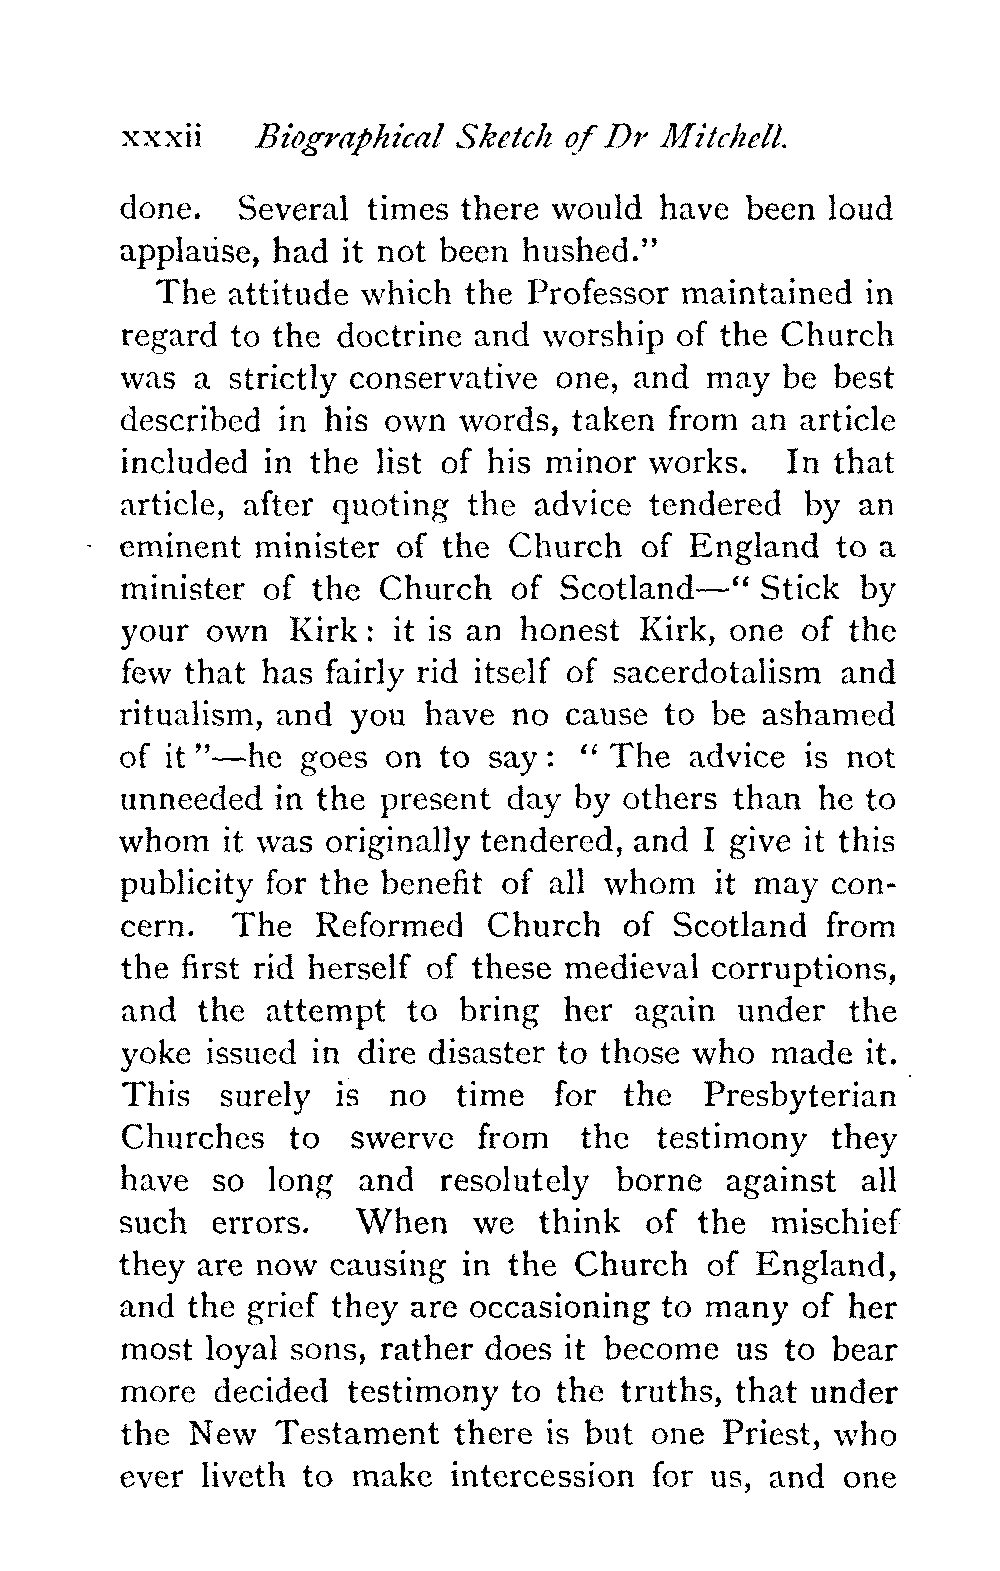 xxxii Biographical Sketch of Dr Mitchell.
done. Several times there would have been loud
applause, had it not been hushed."
The attitude which the Professor maintained in
regard to the doctrine and worship of the Church
was a strictly conservative one, and may be best
described in his own words, taken from an article
included in the list of his minor works. In that
article, after quoting the advice tendered by an
eminent minister of the Church of England to a
minister of the Church of Scotland—" Stick by
your own Kirk: it is an honest Kirk, one of the
few that has fairly rid itself of sacerdotalism and
ritualism, and you have no cause to be ashamed
of it"—he goes on to say: " The advice is not
unneeded in the present day by others than he to
whom it was originally tendered, and I give it this
publicity for the benefit of all whom it may con-
cern. The Reformed Church of Scotland from
the first rid herself of these medieval corruptions,
and the attempt to bring her again under the
yoke issued in dire disaster to those who made it.
This surely is no time for the Presbyterian
Churches to swerve from the testimony they
have so long and resolutely borne against all
such errors. When we think of the mischief
they are now causing in the Church of England,
and the grief they are occasioning to many of her
most loyal sons, rather does it become us to bear
more decided testimony to the truths, that under
the New Testament there is but one Priest, who
ever liveth to make intercession for us, and one